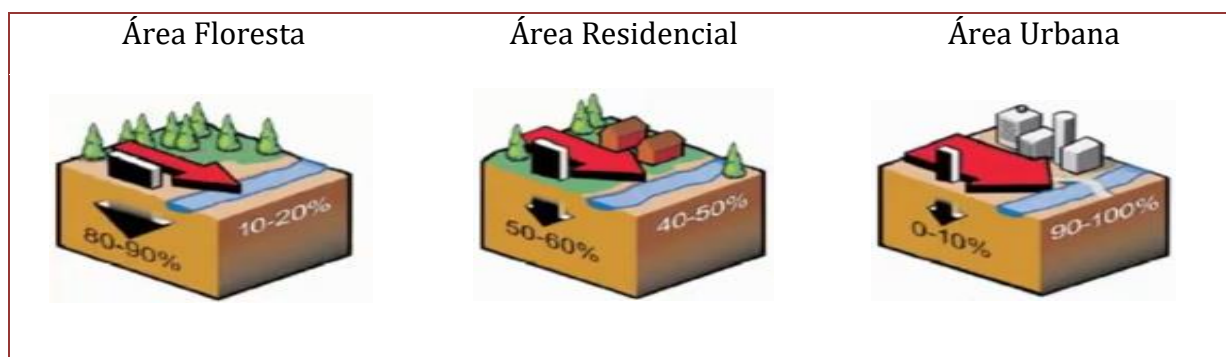 Área Floresta
Área Residencial
Área Urbana
80-90%
10-20%
50-60%
40-50%
0-10%
90-100%